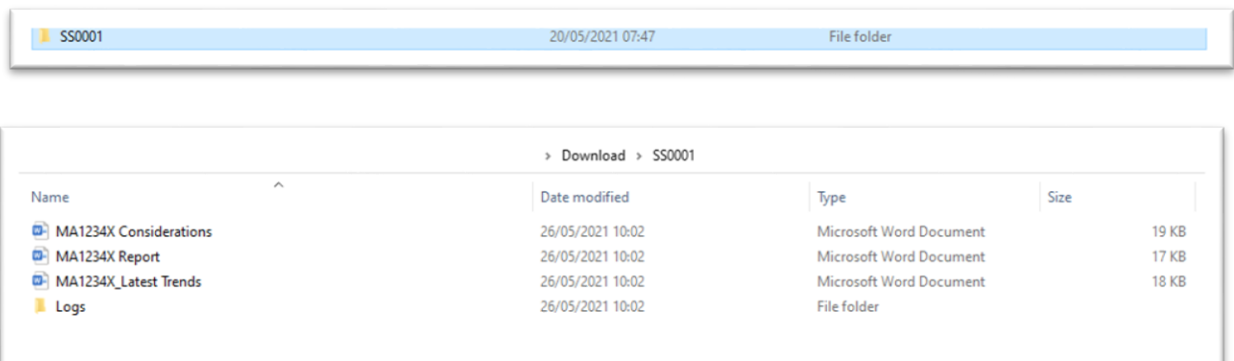 SS0001 20/05/2021 07:47 File folder
> Download > SS0001
Name Date modified Type Size
MA1234X Considerations 26/05/2021 10:02 Microsoft Word Document 19 KB
MA1234X Report 26/05/2021 10:02 Microsoft Word Document 17 KB
MA1234X_Latest Trends 26/05/2021 10:02 Microsoft Word Document 18 KB
Logs 26/05/2021 10:02 File folder